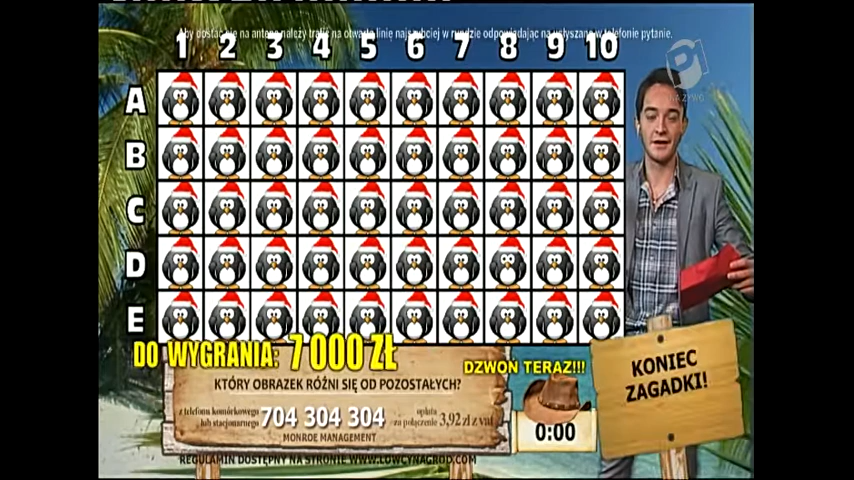 Aby dostać się na antenę należy trafić na otwartą linię najszybciej w rundzie odpowiadając na usłyszane w telefonie pytanie.
1 2 3 4 5 6 7 8 9 10
NA ŻYWO
A
B
C
D
E
DO WYGRANIA: 7 000 ZŁ
DZWOŃ TERAZ!!!
KONIEC
ZAGADKI!
KTÓRY OBRAZEK RÓŻNI SIĘ OD POZOSTAŁYCH?
z telefonu komórkowego
lub stacjonarnego
704 304 304
opłata
za połączenie 3,92 zł z vat
MONROE MANAGEMENT
0:00
REGULAMIN DOSTĘPNY NA STRONIE WWW.LOWCYNAGROD.COM